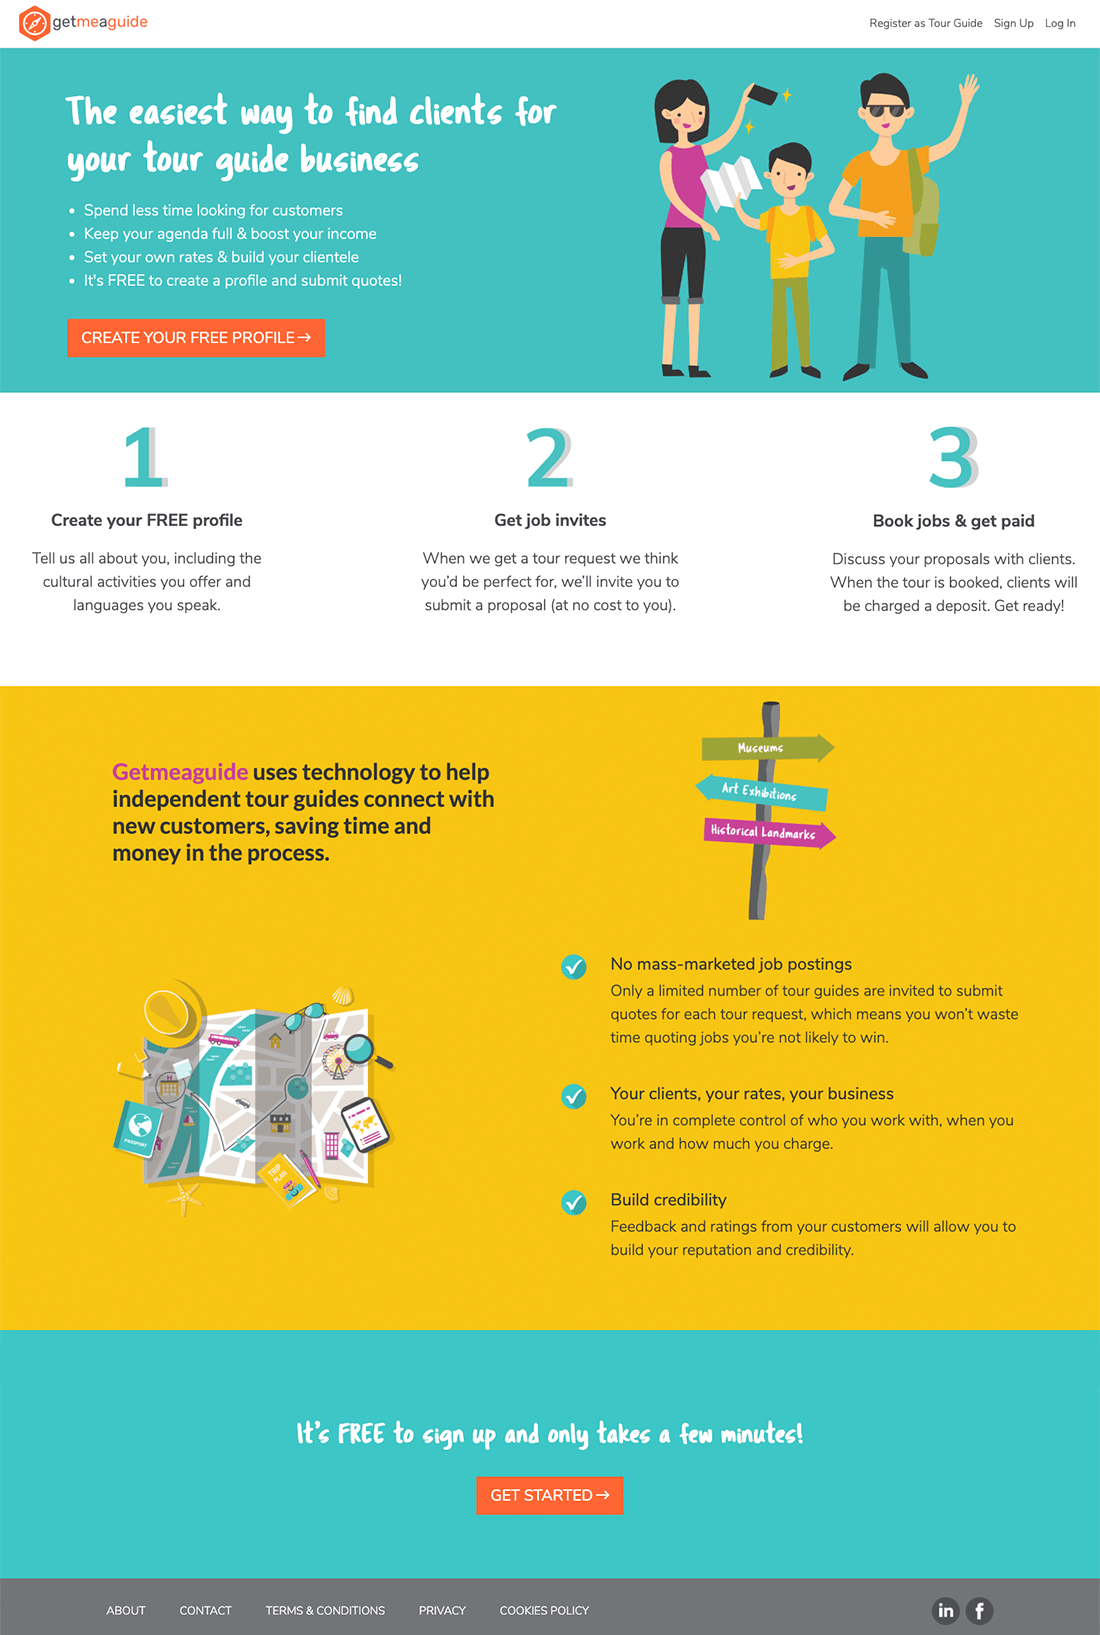 getmeaguide
Register as Tour Guide Sign Up Log In
The easiest way to find clients for
your tour guide business
• Spend less time looking for customers
• Keep your agenda full & boost your income
• Set your own rates & build your clientele
• It's FREE to create a profile and submit quotes!
CREATE YOUR FREE PROFILE→
1
Create your FREE profile
Tell us all about you, including the
cultural activities you offer and
languages you speak.
2
Get job invites
When we get a tour request we think
you’d be perfect for, we’ll invite you to
submit a proposal (at no cost to you).
3
Book jobs & get paid
Discuss your proposals with clients.
When the tour is booked, clients will
be charged a deposit. Get ready!
Getmeaguide uses technology to help
independent tour guides connect with
new customers, saving time and
money in the process.
Museums
Art Exhibitions
Historical Landmarks
PASSPORT
TRIP
PLAN
No mass-marketed job postings
Only a limited number of tour guides are invited to submit
quotes for each tour request, which means you won’t waste
time quoting jobs you’re not likely to win.
Your clients, your rates, your business
You’re in complete control of who you work with, when you
work and how much you charge.
Build credibility
Feedback and ratings from your customers will allow you to
build your reputation and credibility.
It’s FREE to sign up and only takes a few minutes!
GET STARTED→
ABOUT CONTACT TERMS & CONDITIONS PRIVACY COOKIES POLICY
in f